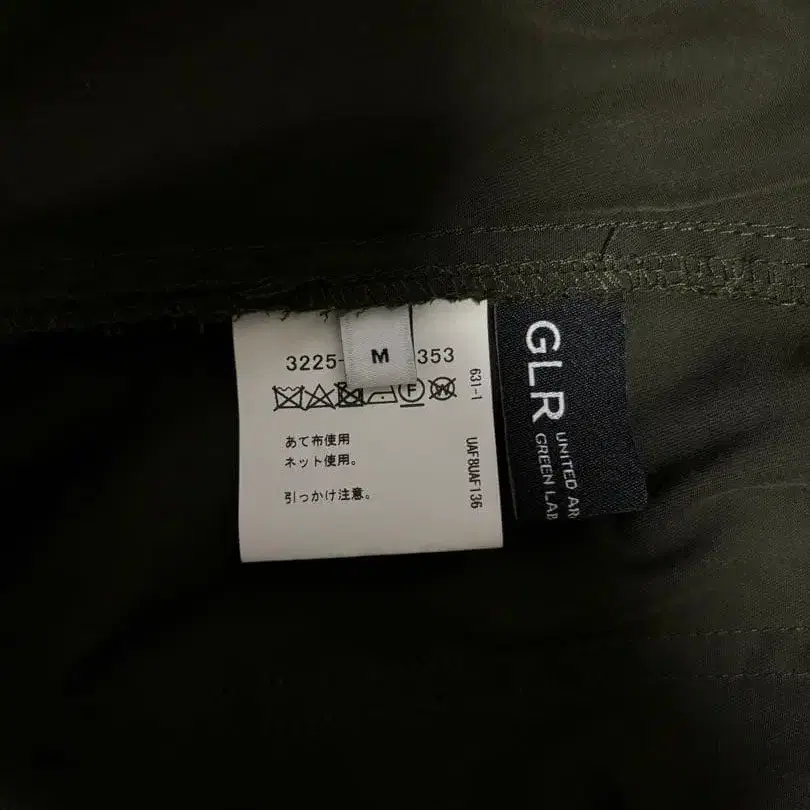 3225-
353
M
F
W
あて布使用
ネット使用。
引っかけ注意。
631-1
UAF8UAF136
GLR
UNITED AR
GREEN LAB